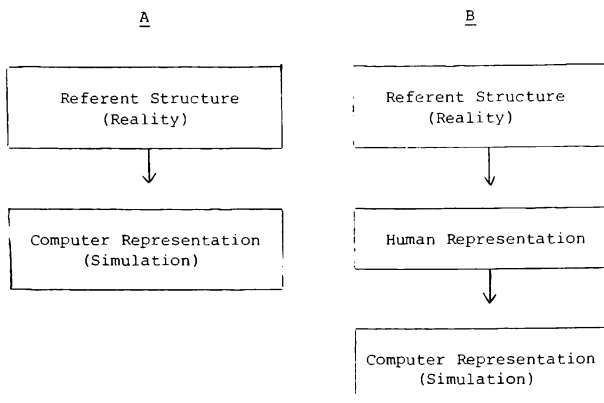 A
Referent Structure
(Reality)
Computer Representation
(Simulation)
B
Referent Structure
(Reality)
Human Representation
Computer Representation
(Simulation)